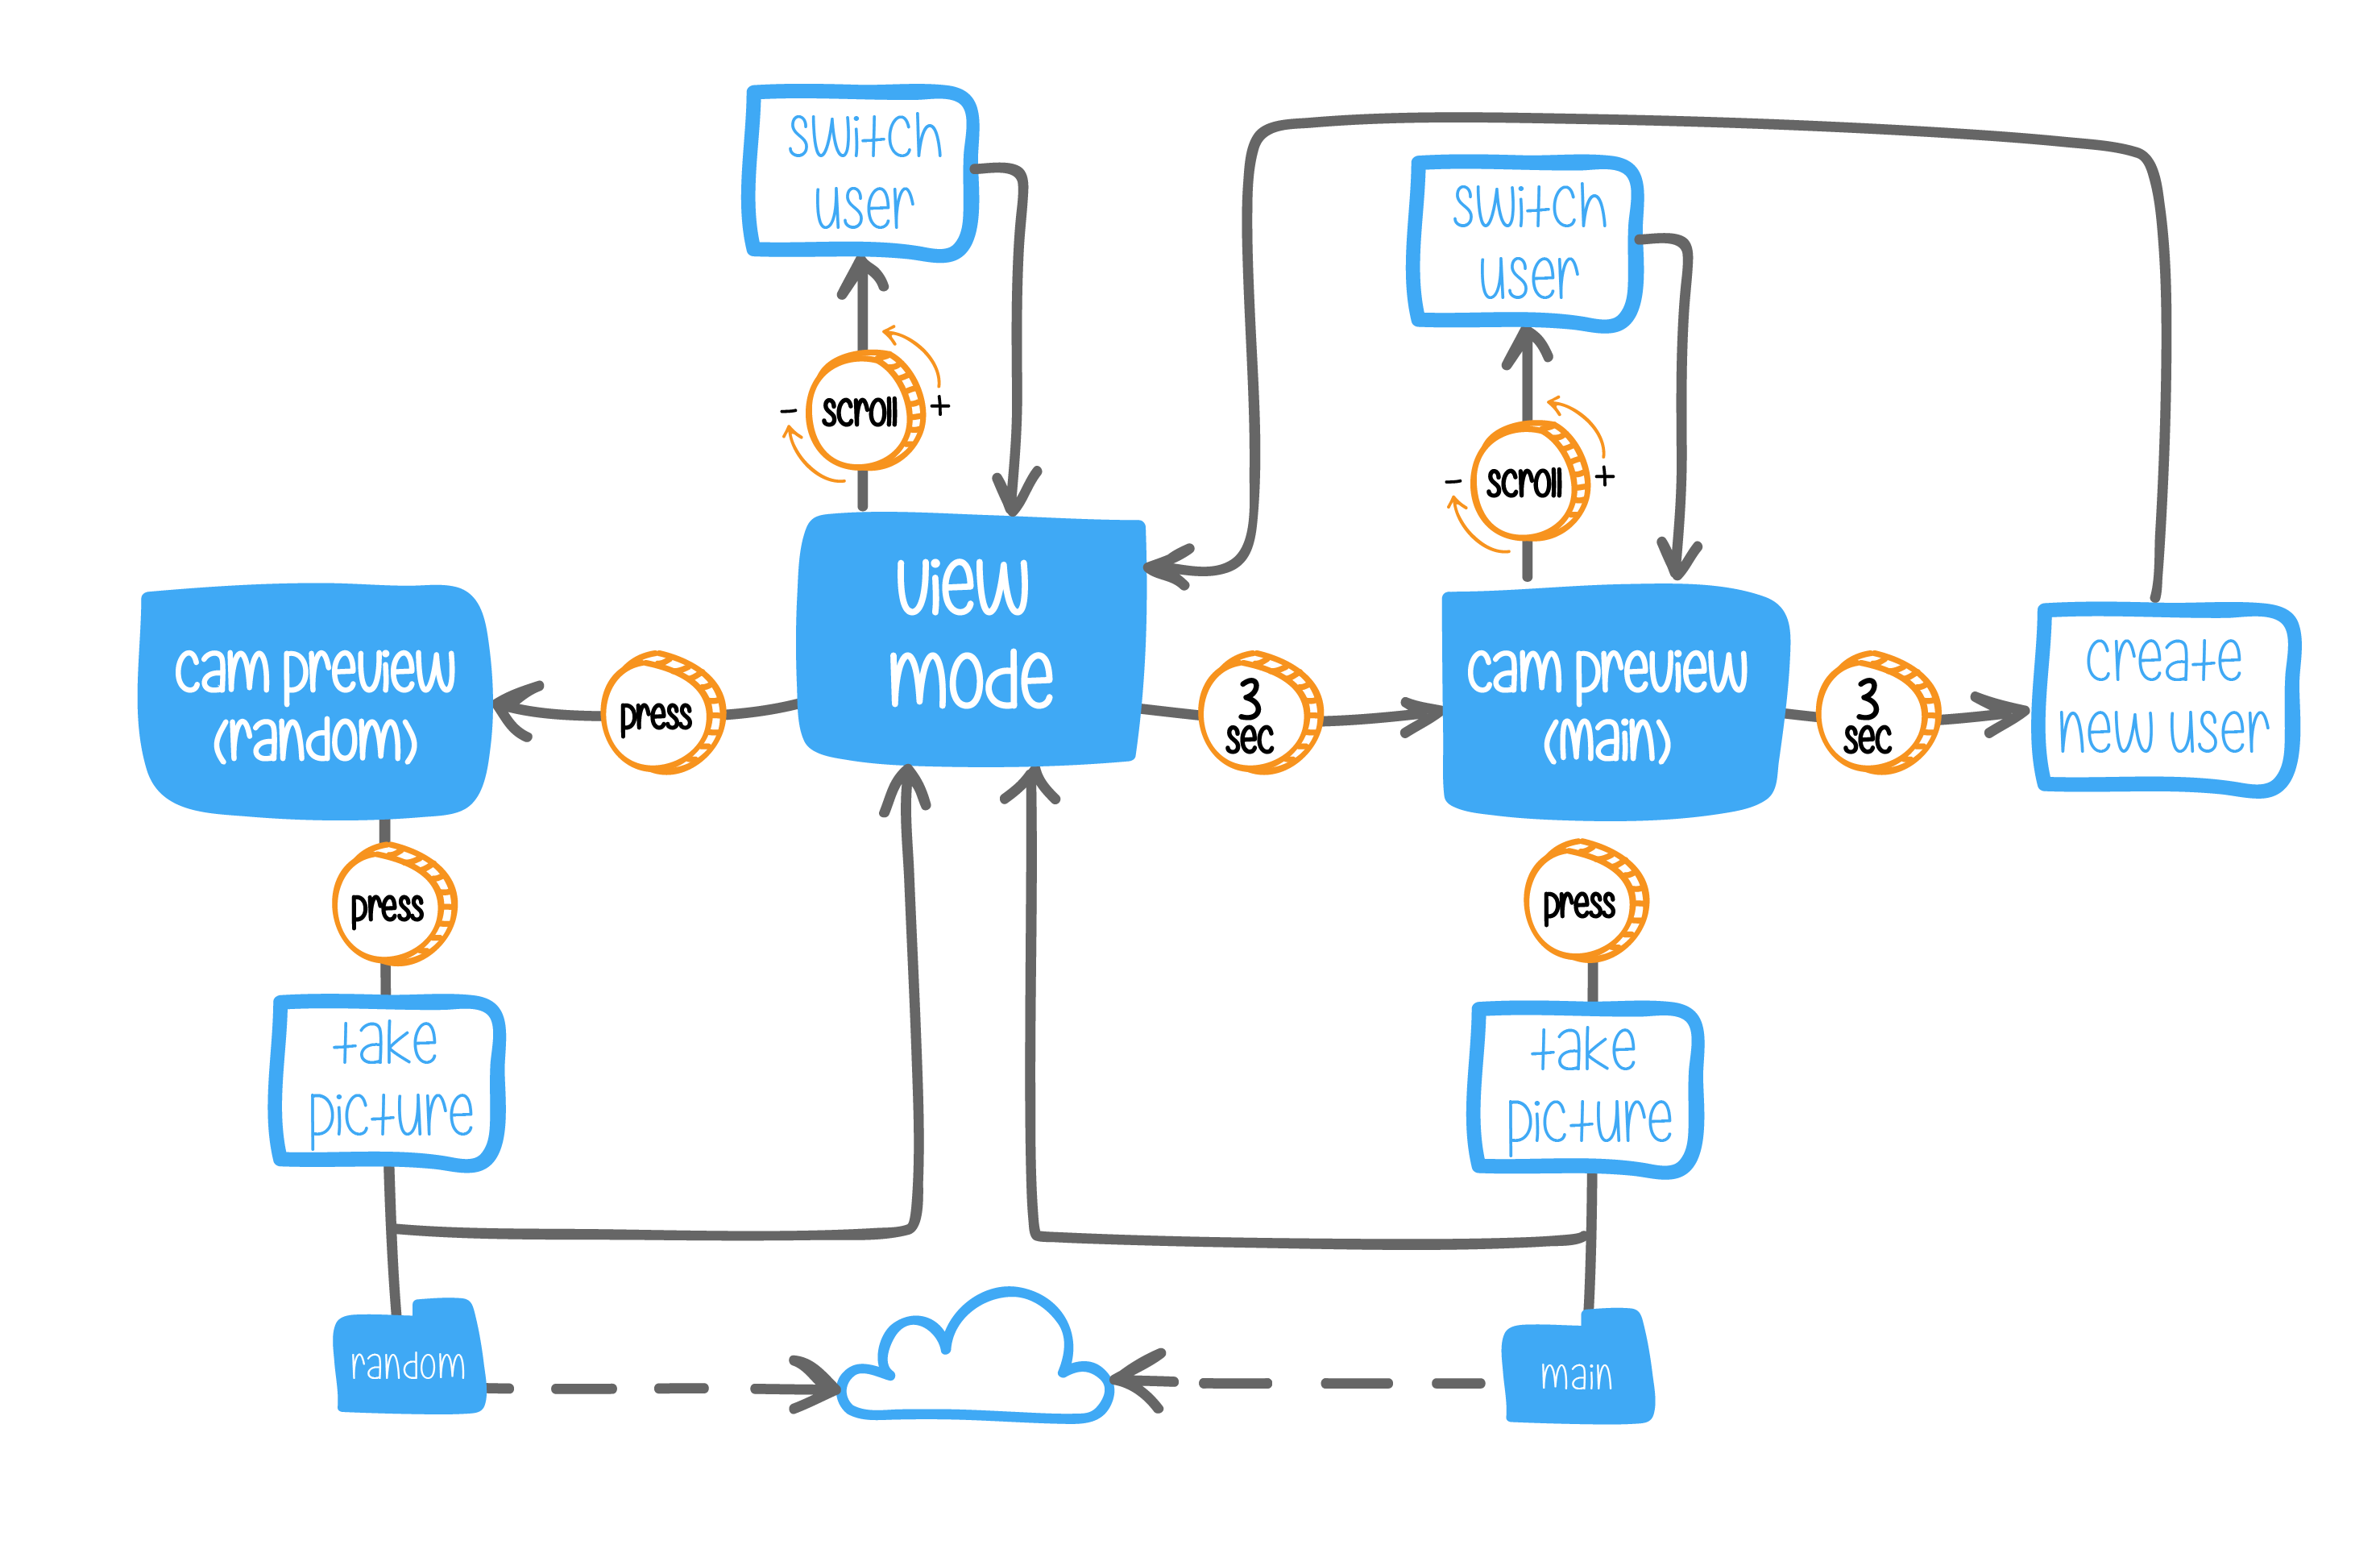 switch
user
switch
user
- scroll +
- scroll +
view
mode
cam preview
(random)
press
3
sec
cam preview
(main)
3
sec
create
new user
press
press
take
picture
take
picture
random
main